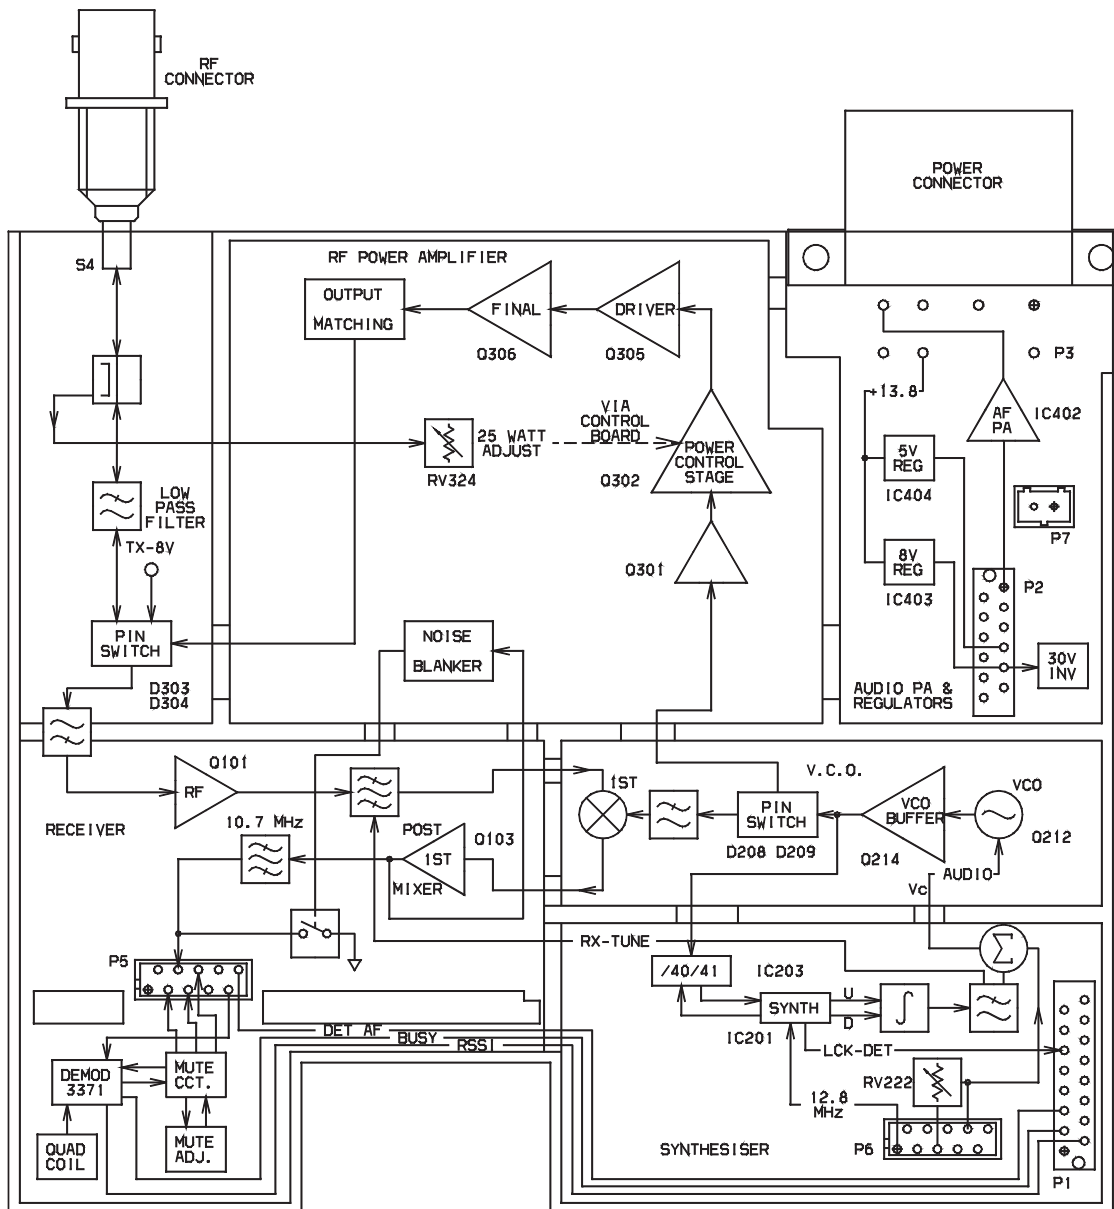 RF
CONNECTOR
POWER
CONNECTOR
S4
RF POWER AMPLIFIER
OUTPUT
MATCHING
FINAL
DRIVER
Q306
Q305
P3
+13.8
AF
PA
IC402
VIA
CONTROL
BOARD
25 WATT
ADJUST
RV324
POWER
CONTROL
STAGE
Q302
5V
REG
IC404
LOW
PASS
FILTER
TX-8V
P7
Q301
8V
REG
IC403
P2
PIN
SWITCH
NOISE
BLANKER
30V
INV
D303
D304
AUDIO PA &
REGULATORS
Q101
RF
RECEIVER
10.7 MHz
POST
1ST
MIXER
Q103
1ST
V.C.O.
PIN
SWITCH
D208 D209
VCO
BUFFER
Q214
VCO
Q212
AUDIO
Vc
RX-TUNE
Σ
P5
/40/41
IC203
SYNTH
IC201
U
D
∫
DET AF
BUSY
RSSI
LCK-DET
DEMOD
3371
MUTE
CCT.
RV222
12.8
MHz
QUAD
COIL
MUTE
ADJ.
SYNTHESISER
P6
P1